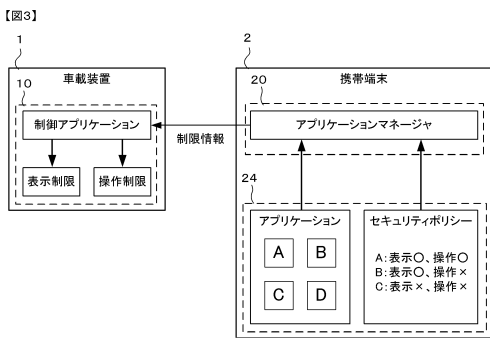 【図3】
1
車載装置
10
制御アプリケーション
表示制限
操作制限
制限情報
2
携帯端末
20
アプリケーションマネージャ
24
アプリケーション
A
B
C
D
セキュリティポリシー
A:表示〇、操作〇
B:表示〇、操作×
C:表示×、操作×